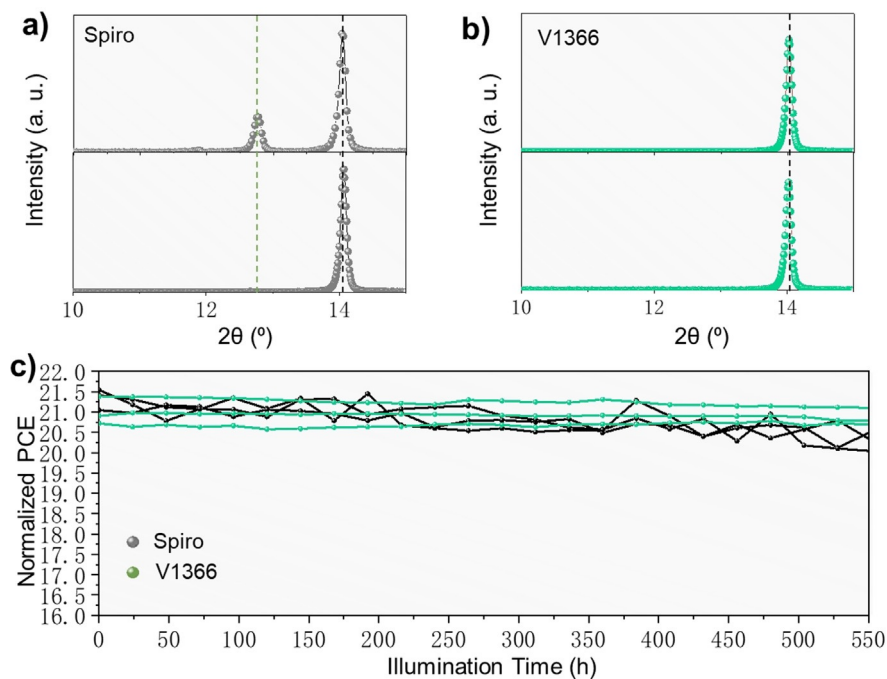 a)
Spiro
Intensity (a. u.)
10
12
14
2θ (º)
b)
V1366
Intensity (a. u.)
10
12
14
2θ (º)
c)
Normalized PCE
22.0
21.5
21.0
20.5
20.0
19.5
19.0
18.5
18.0
17.5
17.0
16.5
16.0
Spiro
V1366
0 50 100 150 200 250 300 350 400 450 500 550
Illumination Time (h)